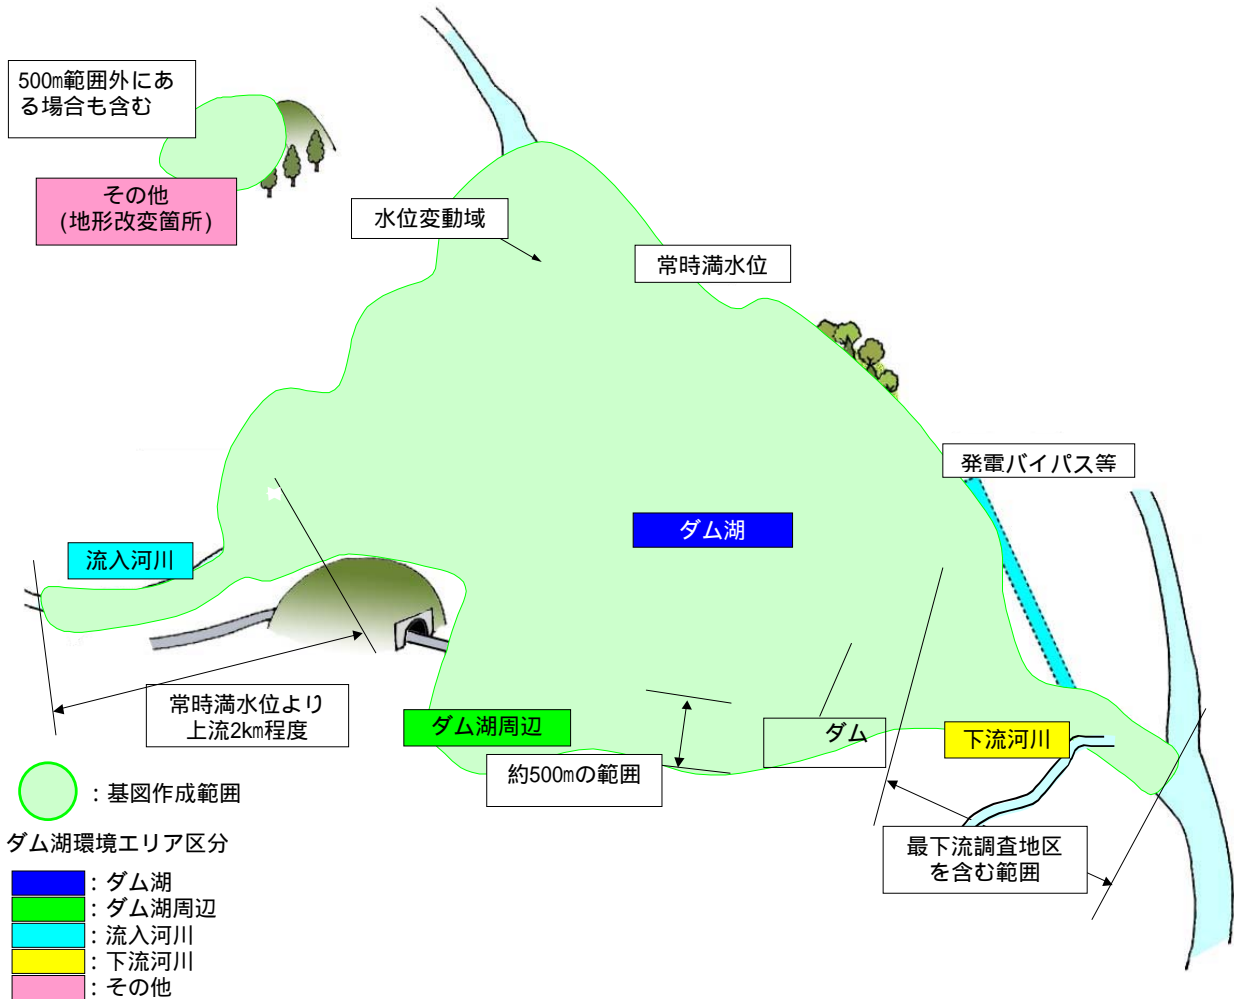 500m範囲外にあ
る場合も含む
その他
(地形改変箇所)
水位変動域
常時満水位
発電バイパス等
ダム湖
流入河川
常時満水位より
上流2km程度
ダム湖周辺
約500mの範囲
ダム
下流河川
最下流調査地区
を含む範囲
：基図作成範囲
ダム湖環境エリア区分
：ダム湖
：ダム湖周辺
：流入河川
：下流河川
：その他